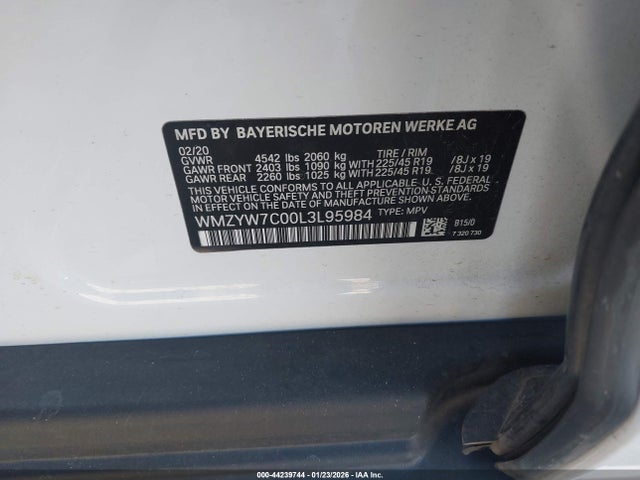 MFD BY BAYERISCHE MOTOREN WERKE AG
02/20 TIRE / RIM
GVWR 4542 lbs 2060 kg
GAWR FRONT 2403 lbs 1090 kg WITH 225/45 R19 /8J x 19
GAWR REAR 2260 lbs 1025 kg WITH 225/45 R19 /8J x 19
THIS VEHICLE CONFORMS TO ALL APPLICABLE U.S. FEDERAL
MOTOR VEHICLE SAFETY, BUMPER, AND THEFT-PREVENTION-STANDARDS
IN EFFECT ON THE DATE OF MANUFACTURE SHOWN ABOVE.
WMZYW7C00L3L95984 TYPE: MPV
B15/0
7 320 730
000-44239744 | 01/23/2026 | IAA Inc.